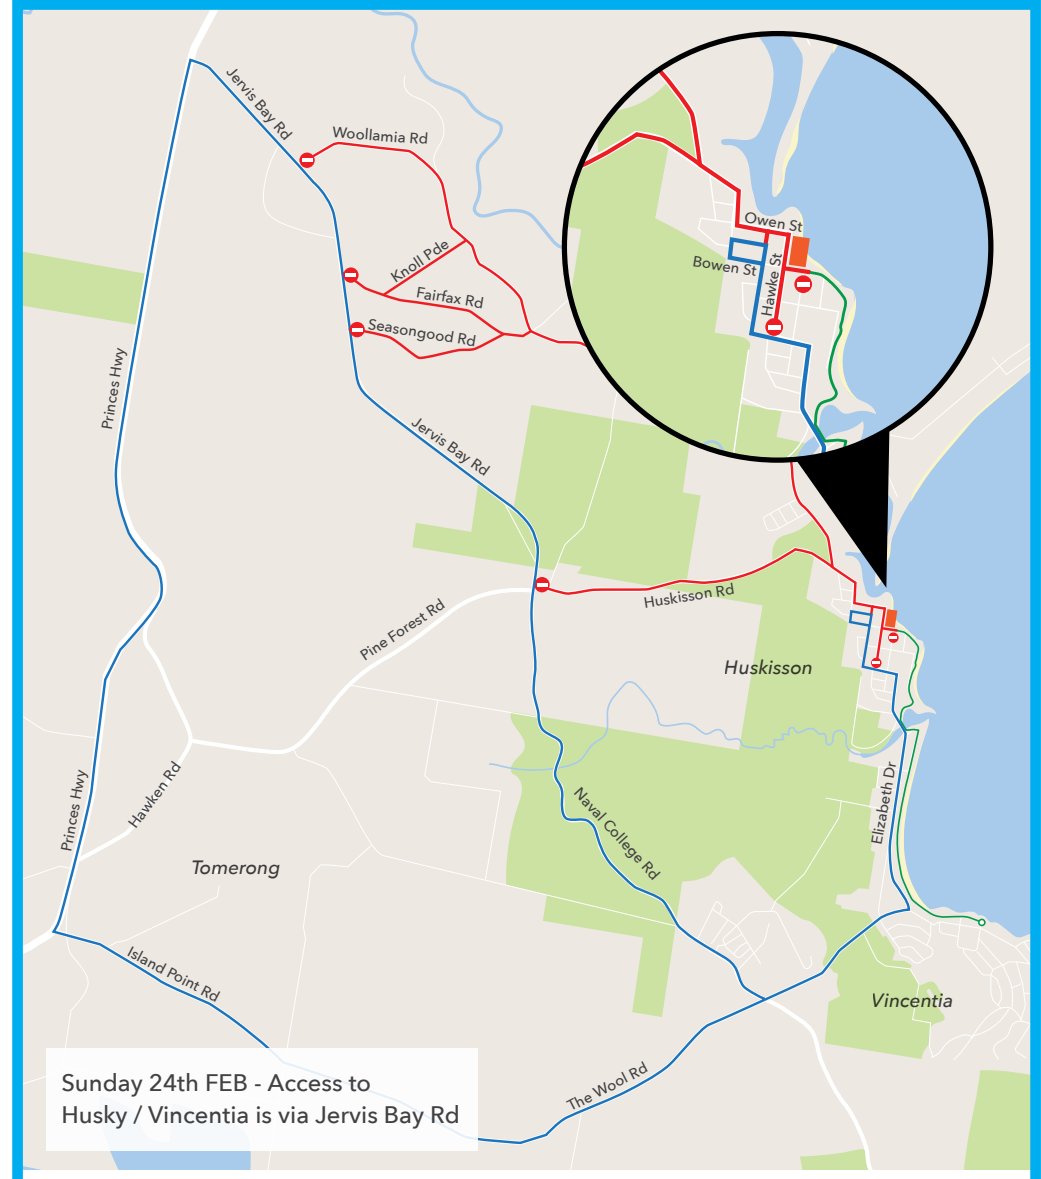 Jervis Bay Rd
Woollamia Rd
Owen St
Knoll Pde
Bowen St
Hawke St
Fairfax Rd
Seasongood Rd
Princes Hwy
Jervis Bay Rd
Huskisson Rd
Pine Forest Rd
Huskisson
Princes Hwy
Hawken Rd
Naval College Rd
Elizabeth Dr
Tomerong
Island Point Rd
Vincentia
The Wool Rd
Sunday 24th FEB - Access to
Husky / Vincentia is via Jervis Bay Rd